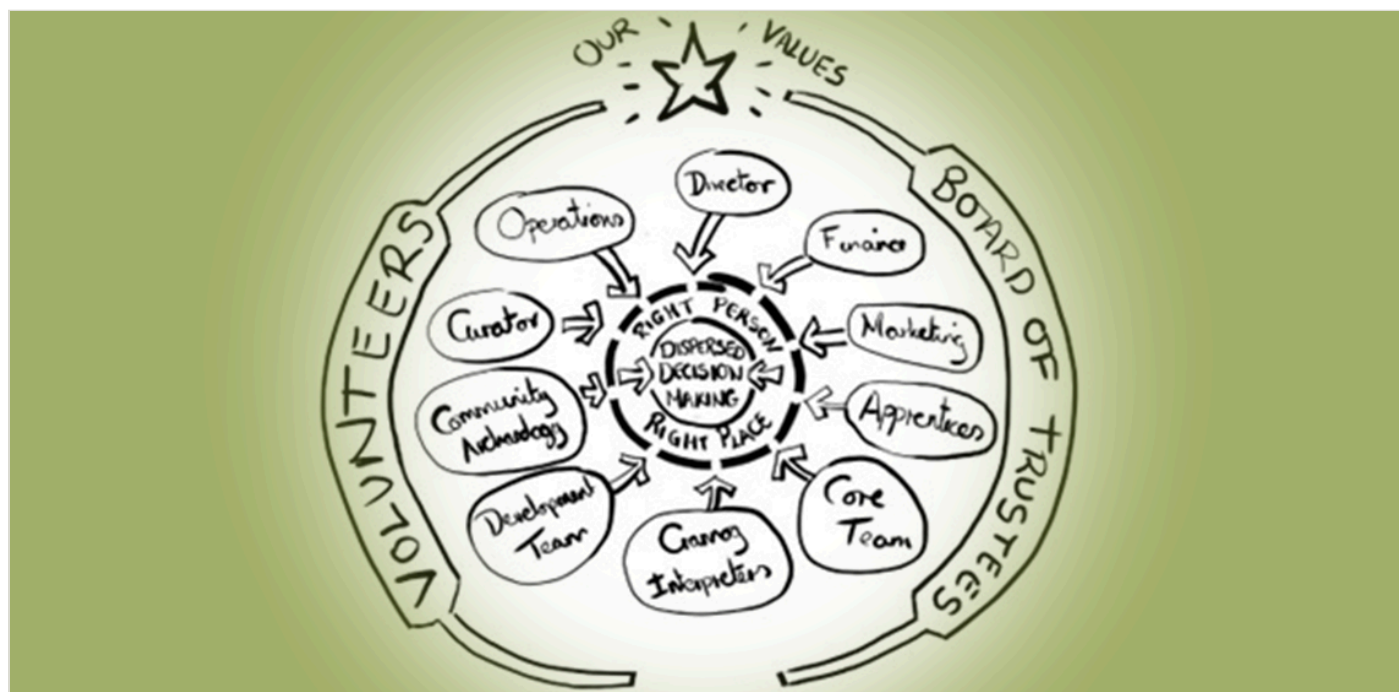 OUR VALUES
VOLUNTEERS
BOARD OF TRUSTEES
Director
Operations
Finance
Curator
Marketing
Community
Archaeology
Apprentices
Development
Team
Crannog
Interpreters
Core
Team
RIGHT PERSON
DISPERSED
DECISION
MAKING
RIGHT PLACE